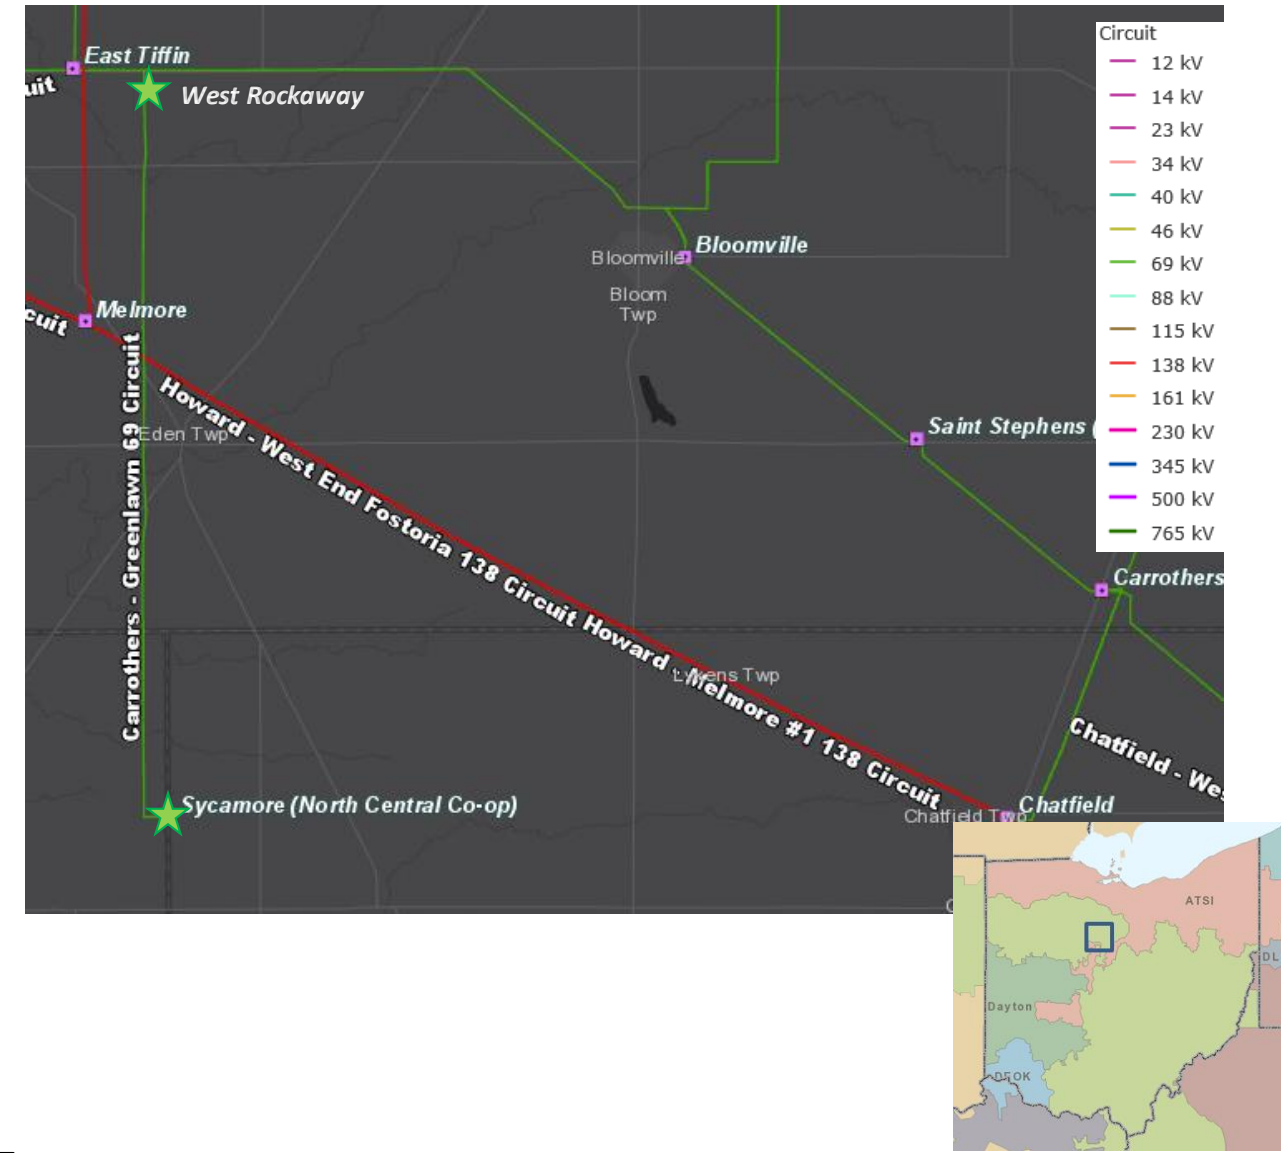 East Tiffin
uit
West Rockaway
Circuit
12 kV
14 kV
23 kV
34 kV
40 kV
46 kV
69 kV
88 kV
115 kV
138 kV
161 kV
230 kV
345 kV
500 kV
765 kV
Bloomville
Bloomville
Bloom
Twp
Melmore
cuit
Carrothers - Greenlawn 69 Circuit
Howard - West End Fostoria 138 Circuit Howard - Melmore #1 138 Circuit
Eden Twp
Saint Stephens (
Carrothers
Lykens Twp
Chatfield - Wes
Sycamore (North Central Co-op)
Chatfield
Chatfield Twp
ATSI
DL
Dayton
DEOK